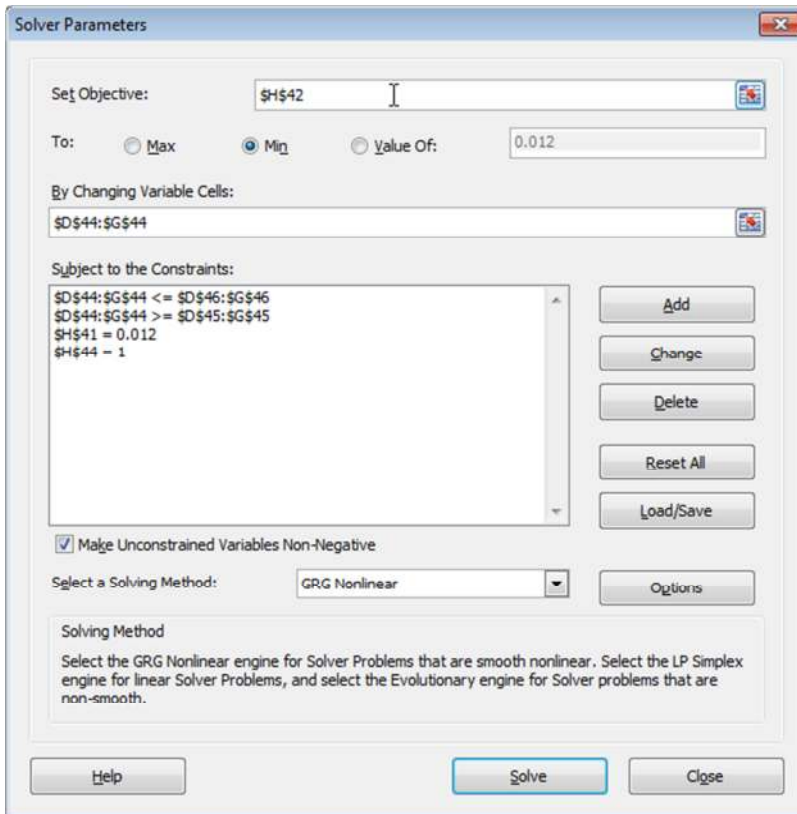 Solver Parameters
Set Objective: $H$42
To: Max Min Value Of: 0.012
By Changing Variable Cells:
$D$44:$G$44
Subject to the Constraints:
$D$44:$G$44 <= $D$46:$G$46
$D$44:$G$44 >= $D$45:$G$45
$H$41 = 0.012
$H$44 = 1
Add
Change
Delete
Reset All
Load/Save
Make Unconstrained Variables Non-Negative
Select a Solving Method: GRG Nonlinear Options
Solving Method
Select the GRG Nonlinear engine for Solver Problems that are smooth nonlinear. Select the LP Simplex
engine for linear Solver Problems, and select the Evolutionary engine for Solver problems that are
non-smooth.
Help Solve Close